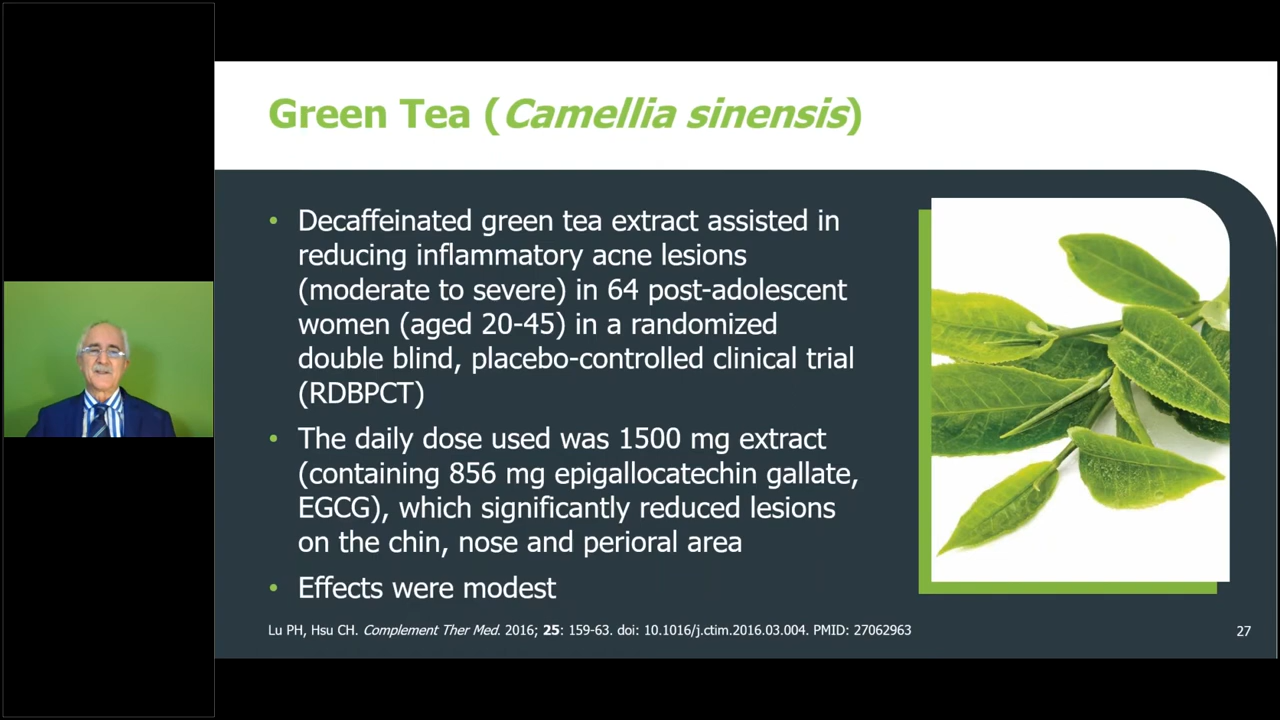 Green Tea (Camellia sinensis)
• Decaffeinated green tea extract assisted in
reducing inflammatory acne lesions
(moderate to severe) in 64 post-adolescent
women (aged 20-45) in a randomized
double blind, placebo-controlled clinical trial
(RDBPCT)
• The daily dose used was 1500 mg extract
(containing 856 mg epigallocatechin gallate,
EGCG), which significantly reduced lesions
on the chin, nose and perioral area
• Effects were modest
Lu PH, Hsu CH. Complement Ther Med. 2016; 25: 159-63. doi: 10.1016/j.ctim.2016.03.004. PMID: 27062963
27